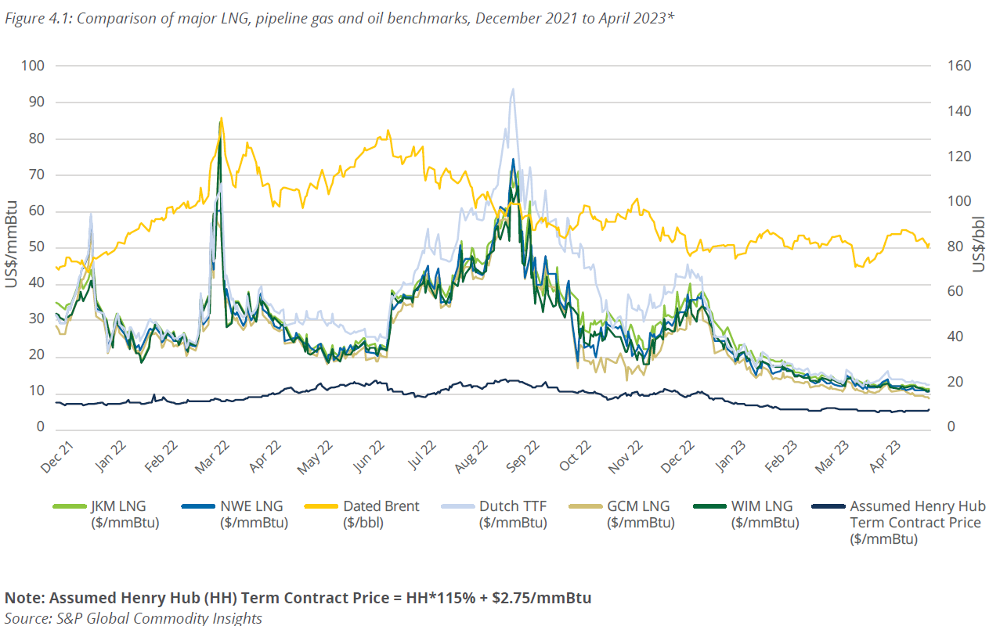 Figure 4.1: Comparison of major LNG, pipeline gas and oil benchmarks, December 2021 to April 2023*
100
90
80
70
60
50
40
30
20
10
0
US$/mmBtu
160
140
120
100
80
60
40
20
0
US$/bbl
Dec 21
Jan 22
Feb 22
Mar 22
Apr 22
May 22
Jun 22
Jul 22
Aug 22
Sep 22
Oct 22
Nov 22
Dec 22
Jan 23
Feb 23
Mar 23
Apr 23
JKM LNG
($/mmBtu)
NWE LNG
($/mmBtu)
Dated Brent
($/bbl)
Dutch TTF
($/mmBtu)
GCM LNG
($/mmBtu)
WIM LNG
($/mmBtu)
Assumed Henry Hub
Term Contract Price
($/mmBtu)
Note: Assumed Henry Hub (HH) Term Contract Price = HH*115% + $2.75/mmBtu
Source: S&P Global Commodity Insights